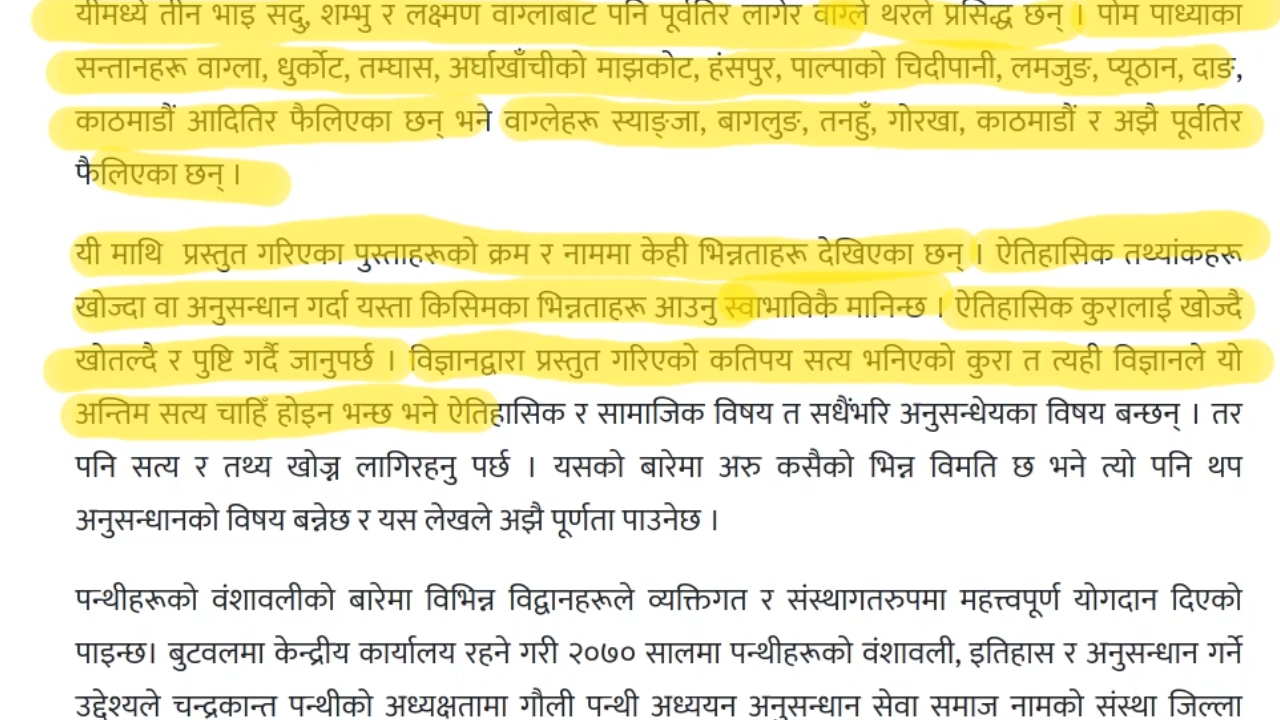 यीमध्ये तीन भाइ सदु, शम्भु र लक्ष्मण वाग्लाबाट पनि पूर्वतिर लागेर वाग्ले थरले प्रसिद्ध छन् । पोम पाध्याका
सन्तानहरू वाग्ला, धुर्कोट, तम्घास, अर्घाखाँचीको माझकोट, हंसपुर, पाल्पाको चिदीपानी, लमजुङ, प्यूठान, दाङ,
काठमाडौं आदितिर फैलिएका छन् भने वाग्लेहरू स्याङ्जा, बागलुङ, तनहुँ, गोरखा, काठमाडौं र अझै पूर्वतिर
फैलिएका छन् ।
यी माथि प्रस्तुत गरिएका पुस्ताहरूको क्रम र नाममा केही भिन्नताहरू देखिएका छन् । ऐतिहासिक तथ्यांकहरू
खोज्दा वा अनुसन्धान गर्दा यस्ता किसिमका भिन्नताहरू आउनु स्वाभाविकै मानिन्छ । ऐतिहासिक कुरालाई खोज्दै
खोतल्दै र पुष्टि गर्दै जानुपर्छ । विज्ञानद्वारा प्रस्तुत गरिएको कतिपय सत्य भनिएको कुरा त त्यही विज्ञानले यो
अन्तिम सत्य चाहिँ होइन भन्छ भने ऐतिहासिक र सामाजिक विषय त सधैंभरि अनुसन्धेयका विषय बन्छन् । तर
पनि सत्य र तथ्य खोज्न लागिरहनु पर्छ । यसको बारेमा अरु कसैको भिन्न विमति छ भने त्यो पनि थप
अनुसन्धानको विषय बन्नेछ र यस लेखले अझै पूर्णता पाउनेछ ।
पन्थीहरूको वंशावलीको बारेमा विभिन्न विद्वानहरूले व्यक्तिगत र संस्थागतरुपमा महत्त्वपूर्ण योगदान दिएको
पाइन्छ। बुटवलमा केन्द्रीय कार्यालय रहने गरी २०७० सालमा पन्थीहरूको वंशावली, इतिहास र अनुसन्धान गर्ने
उद्देश्यले चन्द्रकान्त पन्थीको अध्यक्षतामा गौली पन्थी अध्ययन अनुसन्धान सेवा समाज नामको संस्था जिल्ला